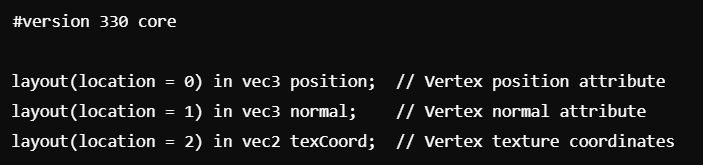 #version 330 core
layout(location = 0) in vec3 position;  // Vertex position attribute
layout(location = 1) in vec3 normal;    // Vertex normal attribute
layout(location = 2) in vec2 texCoord;  // Vertex texture coordinates